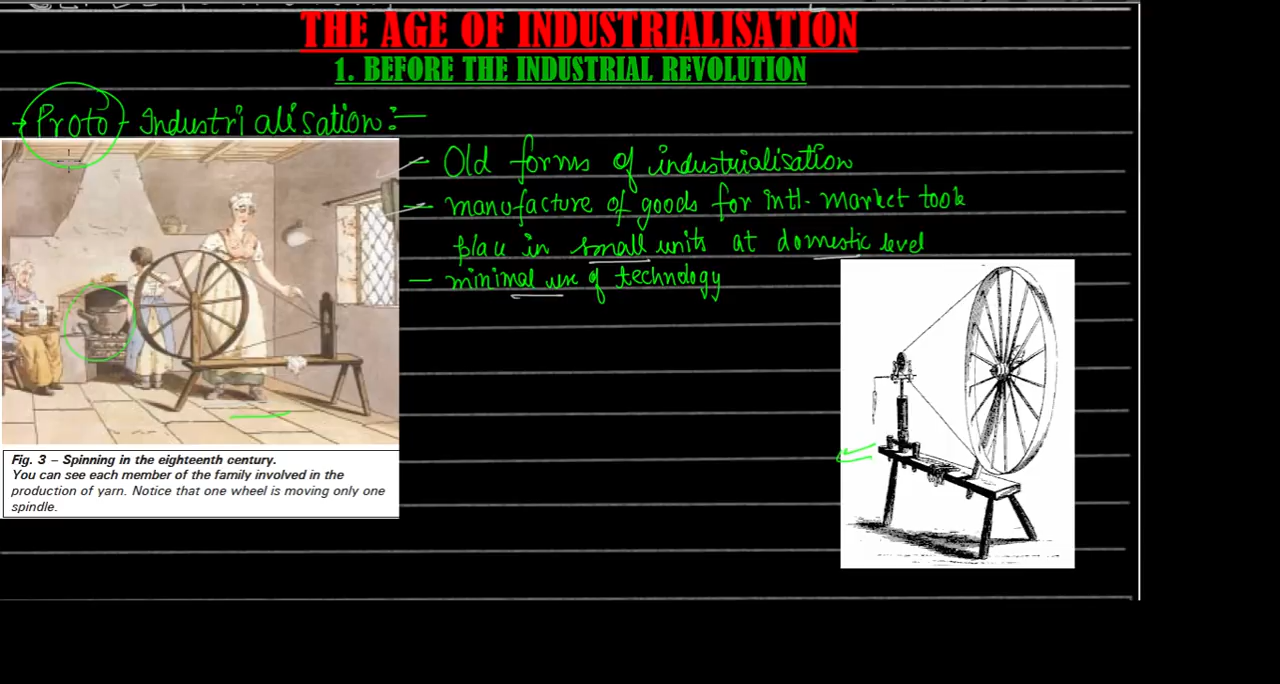 THE AGE OF INDUSTRIALISATION
1. BEFORE THE INDUSTRIAL REVOLUTION
Proto - Industrialisation:-
- Old forms of industrialisation
- manufacture of goods for intl. market took
place in small units at domestic level
- minimal use of technology
Fig. 3 – Spinning in the eighteenth century.
You can see each member of the family involved in the
production of yarn. Notice that one wheel is moving only one
spindle.